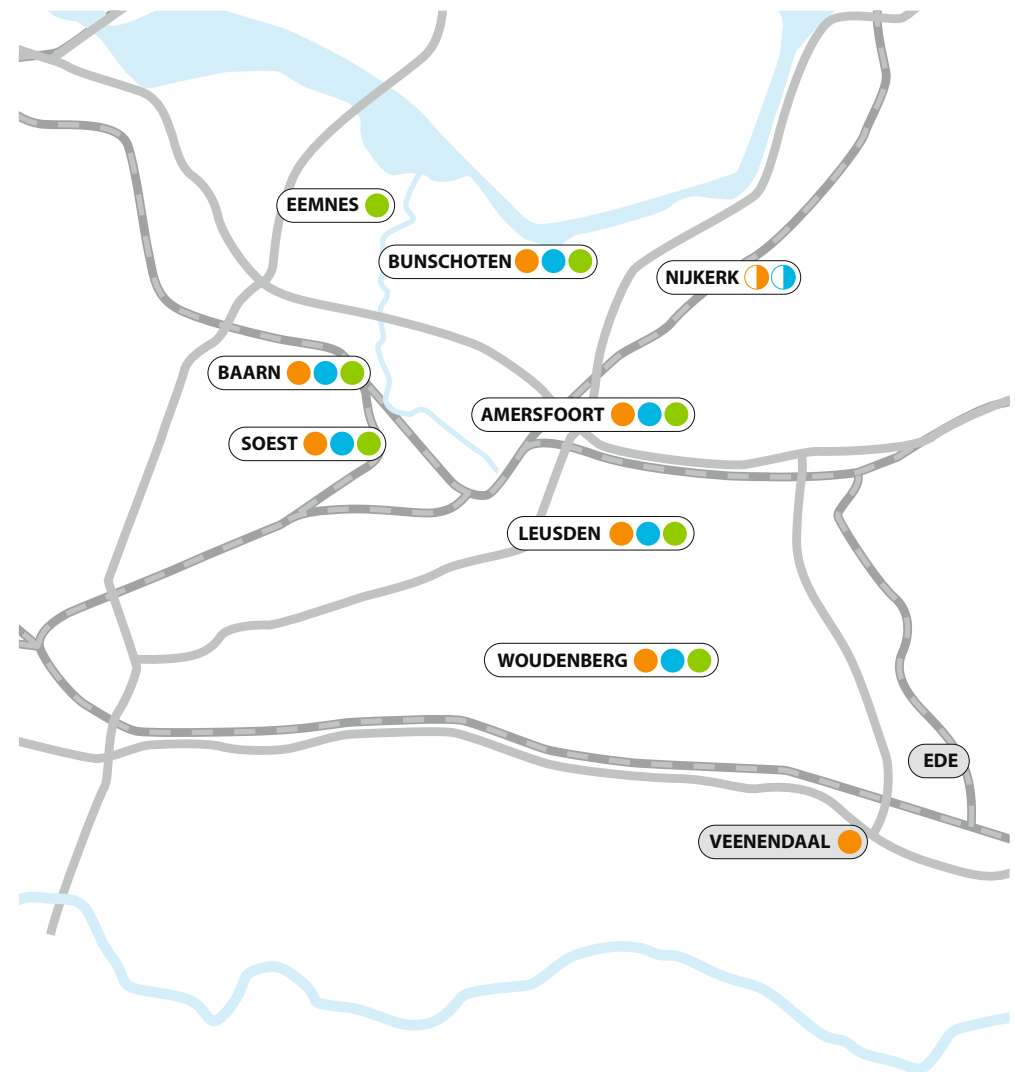 EEMNES
BUNSCHOTEN
NIJKERK
BAARN
AMERSFOORT
SOEST
LEUSDEN
WOUDENBERG
EDE
VEENENDAAL